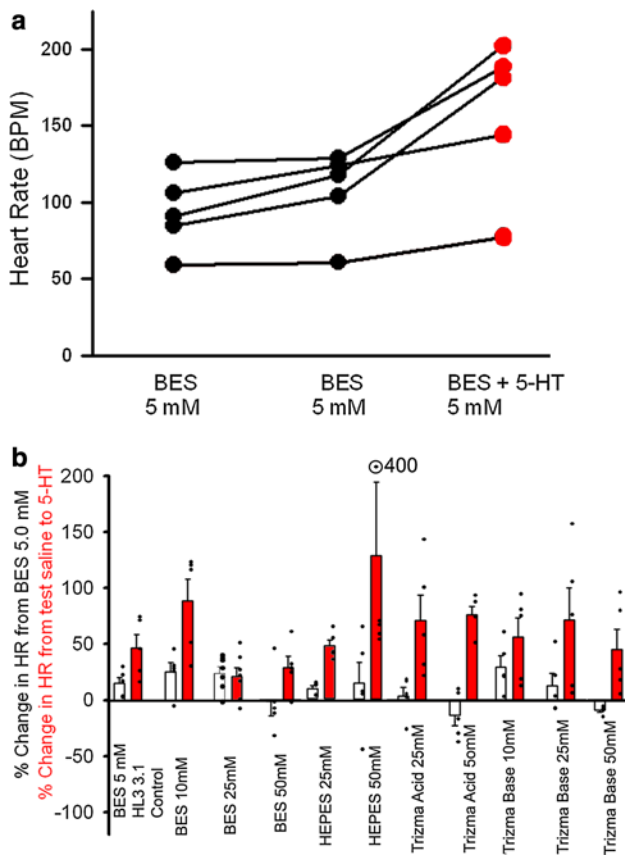 a
Heart Rate (BPM)
200
150
100
50
0
BES
5 mM
BES
5 mM
BES + 5-HT
5 mM
b
% Change in HR from BES 5.0 mM
% Change in HR from test saline to 5-HT
200
150
100
50
0
-50
-100
400
BES 5 mM
HL3 3.1
Control
BES 10mM
BES 25mM
BES 50mM
HEPES 25mM
HEPES 50mM
Trizma Acid 25mM
Trizma Acid 5omM
Trizma Base 10mM
Trizma Base 25mM
Trizma Base 50mM